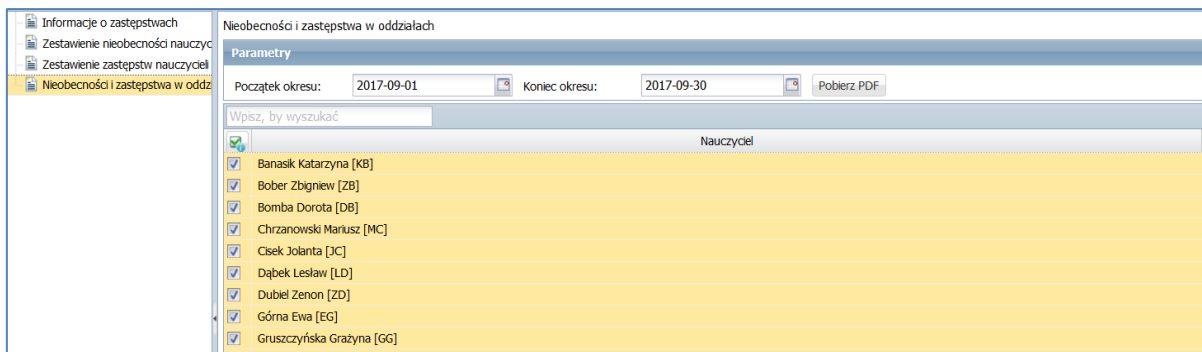 Informacje o zastępstwach
Zestawienie nieobecności nauczyc
Zestawienie zastępstw nauczycieli
Nieobecności i zastępstwa w oddz
Nieobecności i zastępstwa w oddziałach
Parametry
Początek okresu: 2017-09-01 Koniec okresu: 2017-09-30 Pobierz PDF
Wpisz, by wyszukać
Nauczyciel
Banasik Katarzyna [KB]
Bober Zbigniew [ZB]
Bomba Dorota [DB]
Chrzanowski Mariusz [MC]
Cisek Jolanta [JC]
Dąbek Lesław [LD]
Dubiel Zenon [ZD]
Górna Ewa [EG]
Gruszczyńska Grażyna [GG]